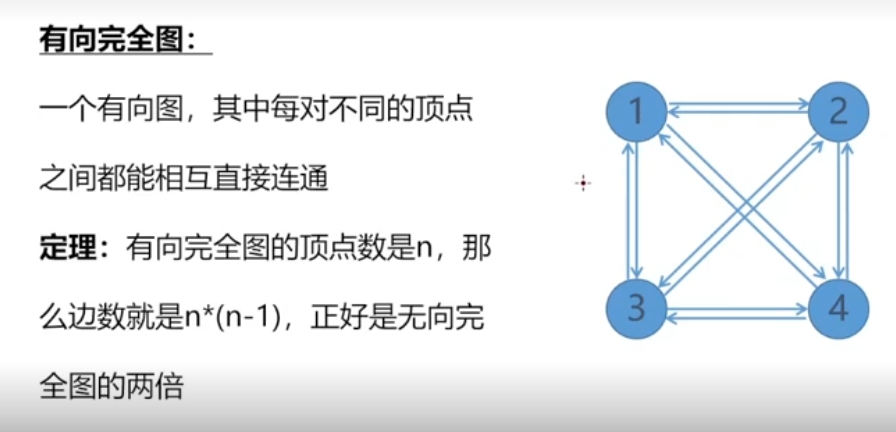 有向完全图：
一个有向图，其中每对不同的顶点
之间都能相互直接连通
定理：有向完全图的顶点数是n，那
么边数就是n*(n-1)，正好是无向完
全图的两倍
1
2
3
4